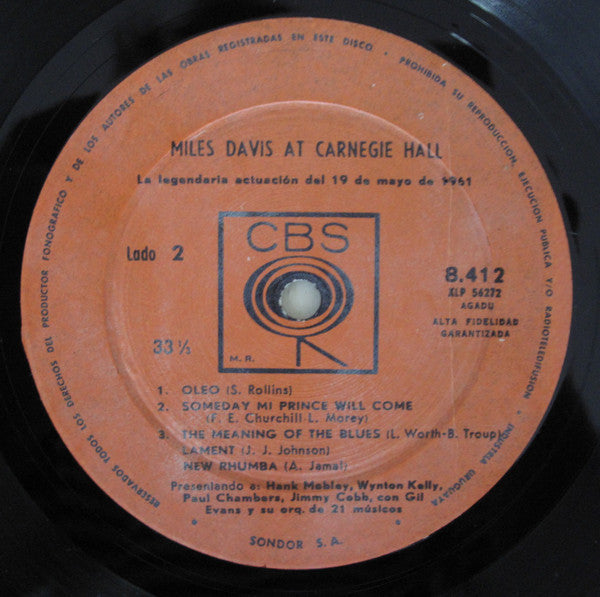 RESERVADOS TODOS LOS DERECHOS DEL PRODUCTOR FONOGRAFICO Y DE LOS AUTORES DE LAS OBRAS REGISTRADAS EN ESTE DISCO. - PROHIBIDA SU REPRODUCCION, EJECUCION PUBLICA Y/O RADIOTELEDIFUSION • INDUSTRIA URUGUAYA
MILES DAVIS AT CARNEGIE HALL
La legendaria actuación del 19 de mayo de 1961
CBS
Lado 2
8.412
XLP 56272
AGADU
ALTA FIDELIDAD
GARANTIZADA
33⅓
M. R.
1. OLEO (S. Rollins)
2. SOMEDAY MI PRINCE WILL COME
(F. E. Churchill-L. Morey)
3. THE MEANING OF THE BLUES (L. Worth-B. Troup)
LAMENT (J. J. Johnson)
NEW RHUMBA (A. Jamal)
Presentando a: Hank Mobley, Wynton Kelly,
Paul Chambers, Jimmy Cobb, con Gil
Evans y su orq. de 21 músicos
SONDOR S.A.